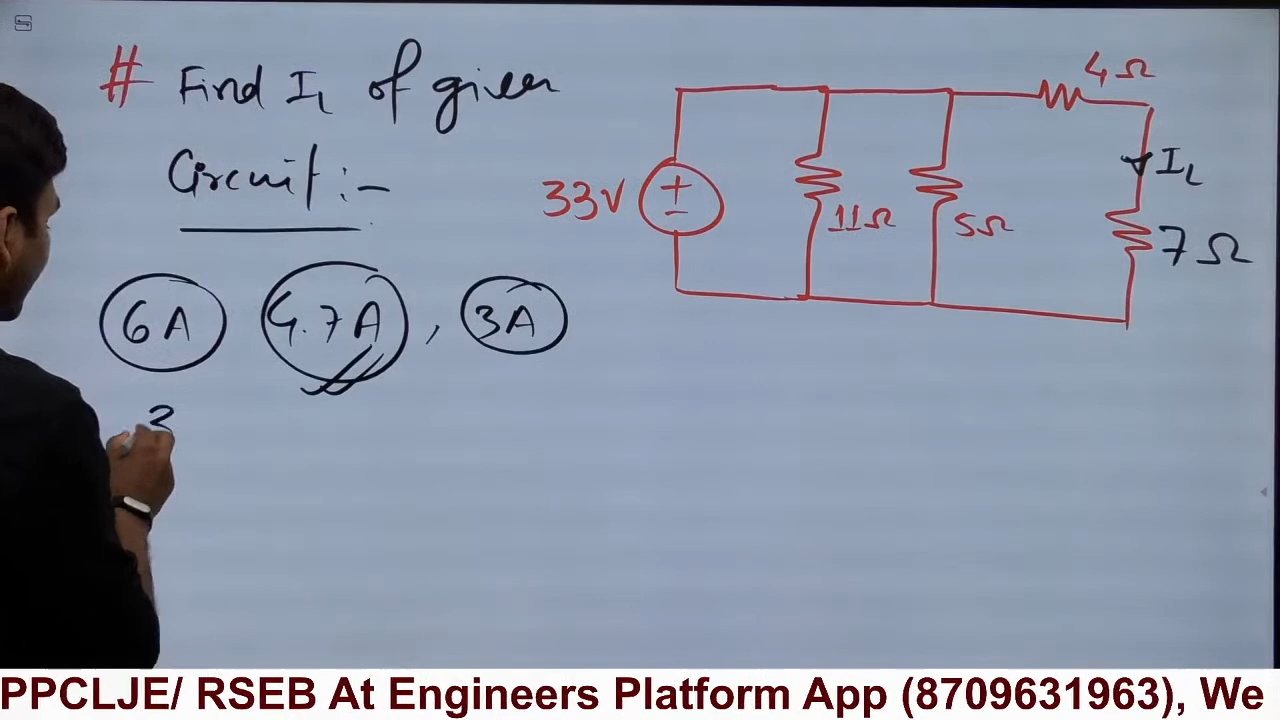 # Find IL of given
Circuit :-
6A 4.7A , 3A
2
4Ω
IL
33V
+
-
11Ω
5Ω
7Ω
PPCLJE/ RSEB At Engineers Platform App (8709631963), We